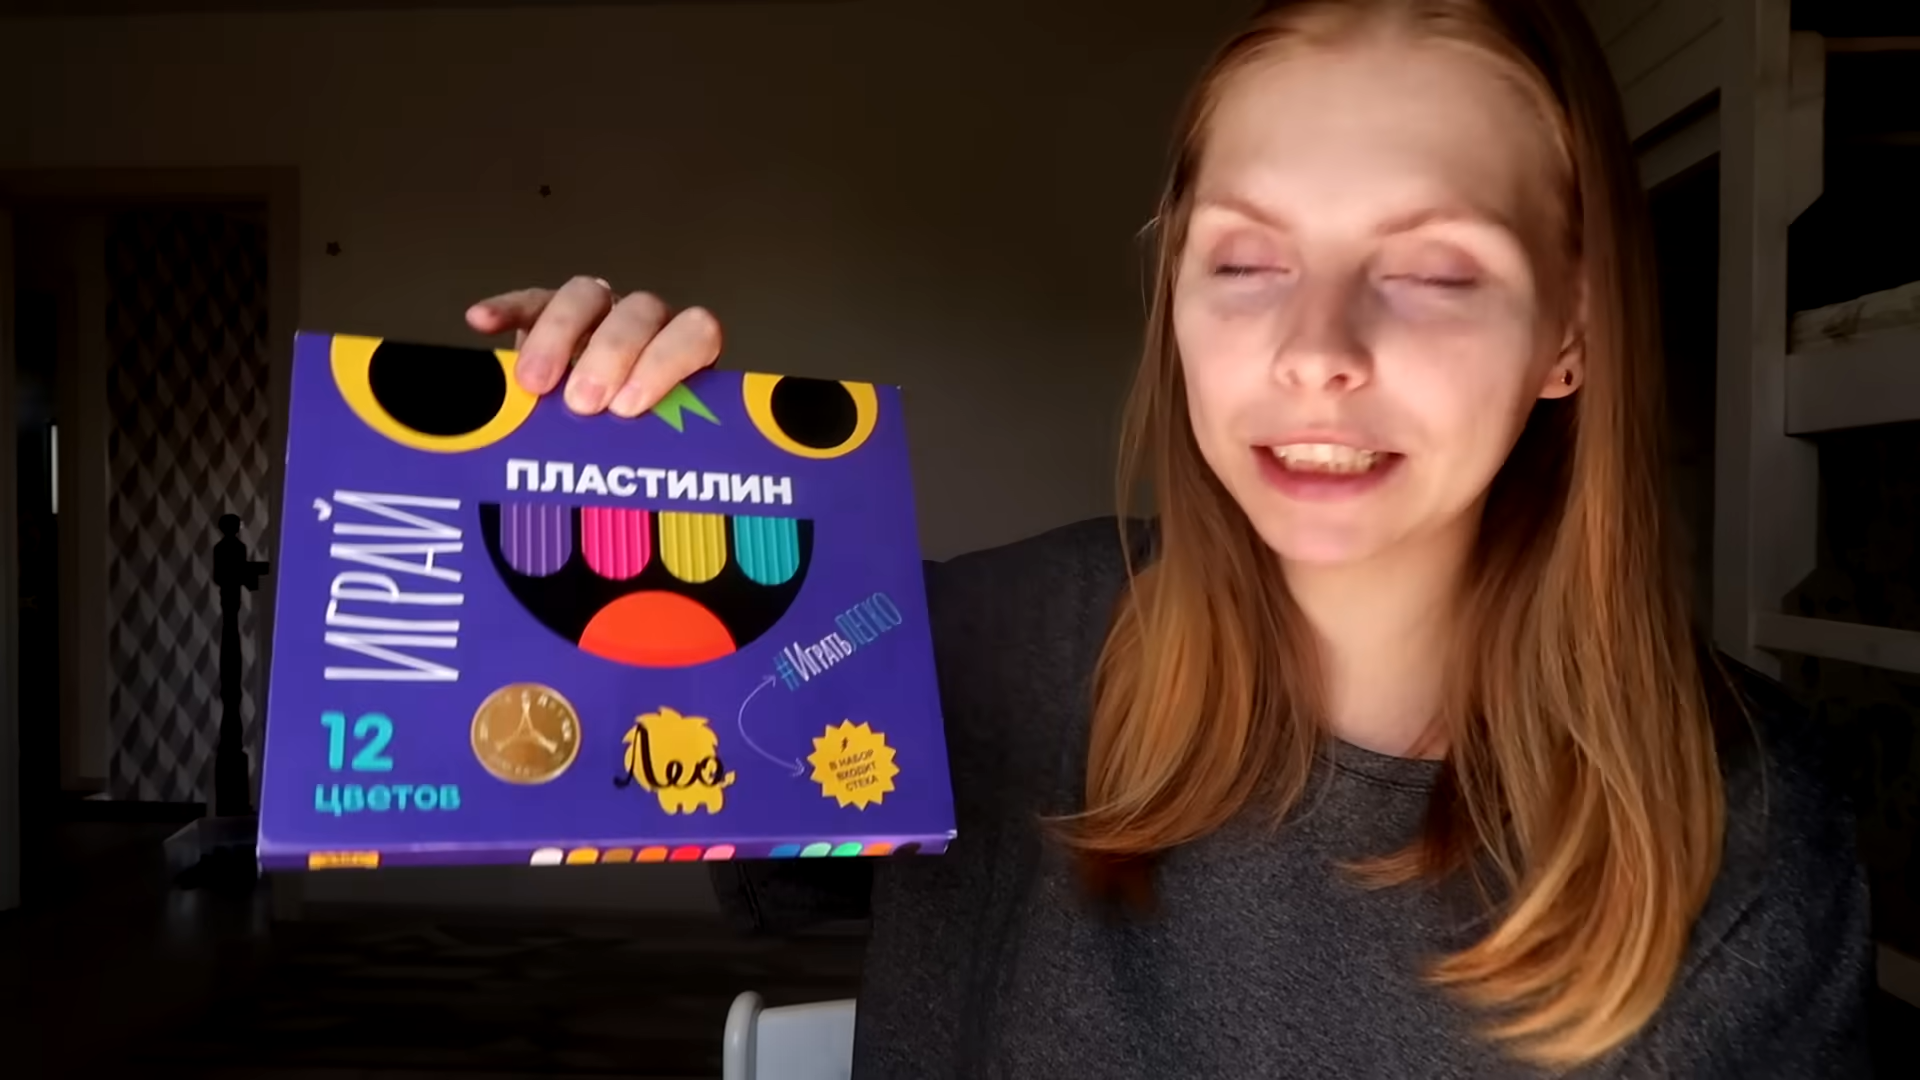 ПЛАСТИЛИН
ИГРАЙ
#ИгратьЛЕГКО
12
цветов
Лео
В НАБОР
ВХОДИТ
СТЕКА